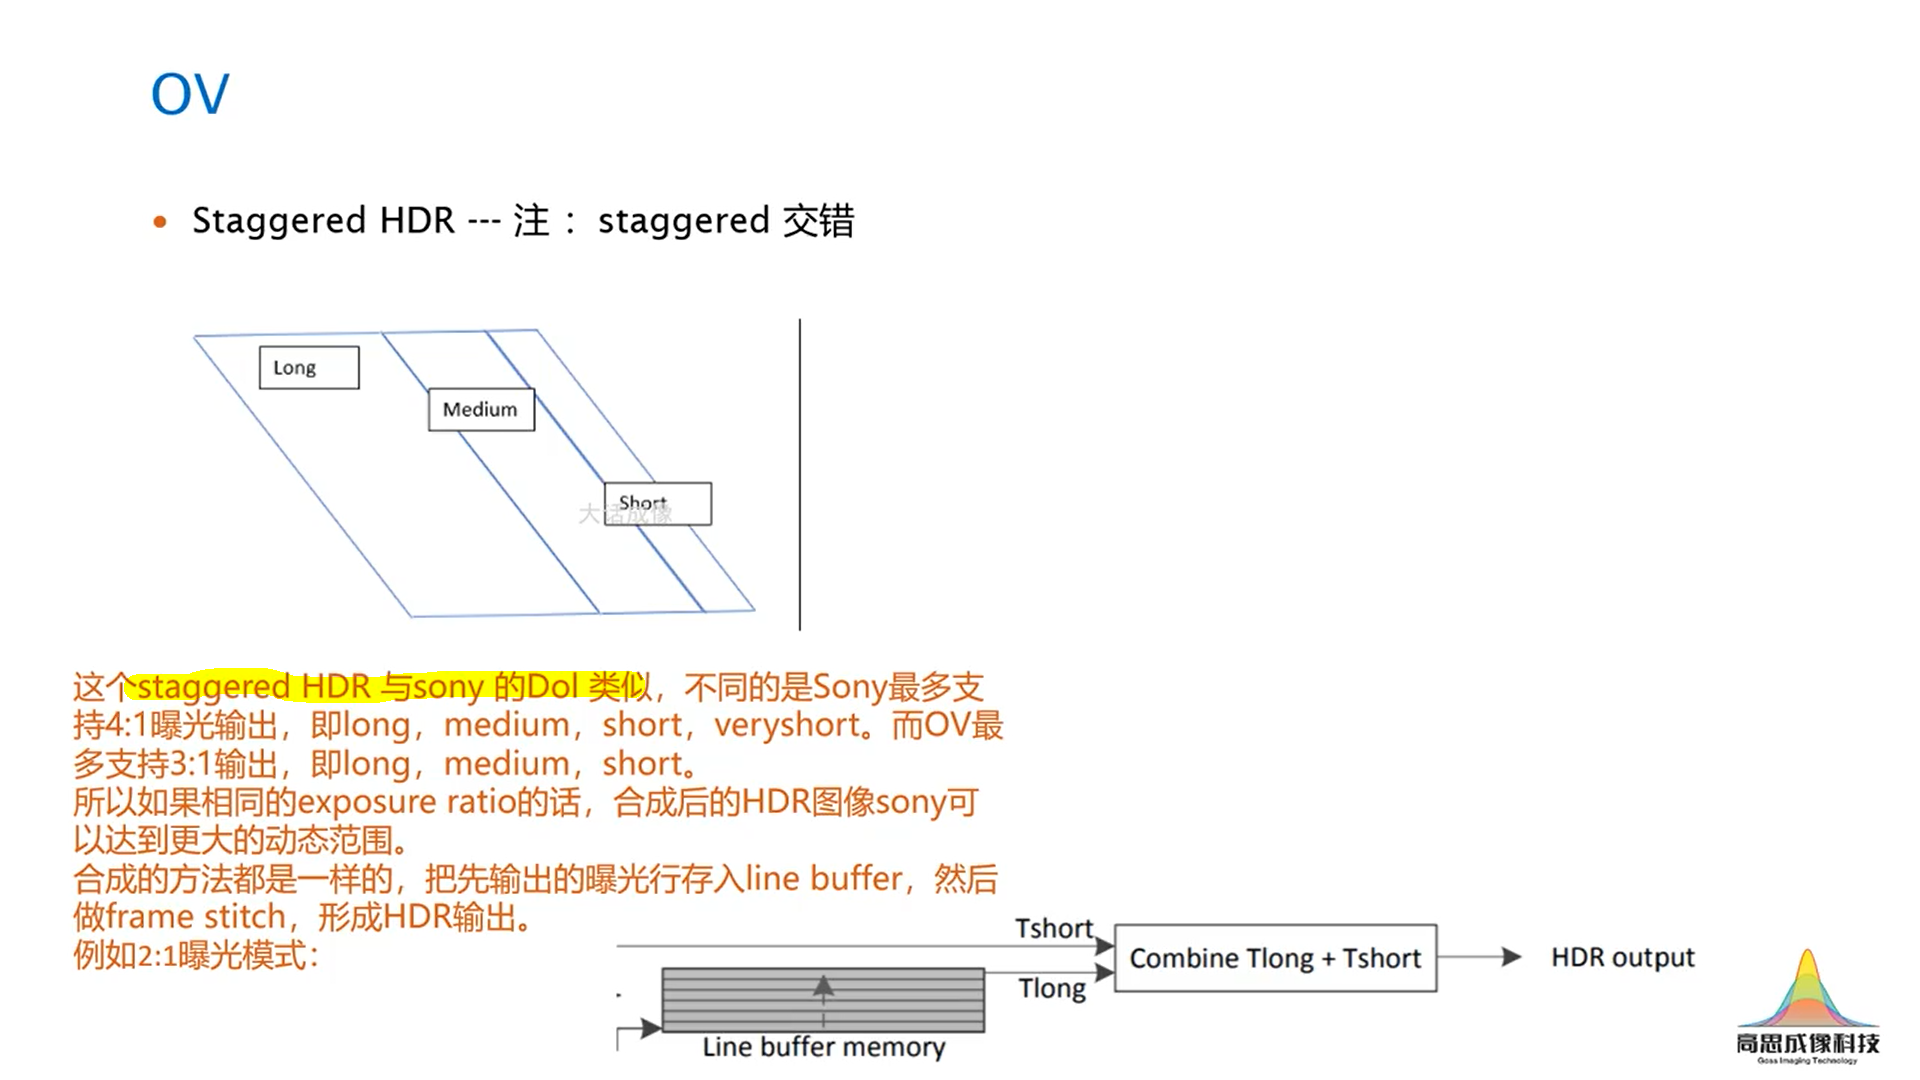 OV
• Staggered HDR --- 注： staggered 交错
Long
Medium
Short
大话成像
这个staggered HDR 与sony 的Dol 类似，不同的是Sony最多支
持4:1曝光输出，即long，medium，short，veryshort。而OV最
多支持3:1输出，即long，medium，short。
所以如果相同的exposure ratio的话，合成后的HDR图像sony可
以达到更大的动态范围。
合成的方法都是一样的，把先输出的曝光行存入line buffer，然后
做frame stitch，形成HDR输出。
例如2:1曝光模式：
Tshort
Combine Tlong + Tshort
HDR output
Tlong
Line buffer memory
高思成像科技
Goss Imaging Technology